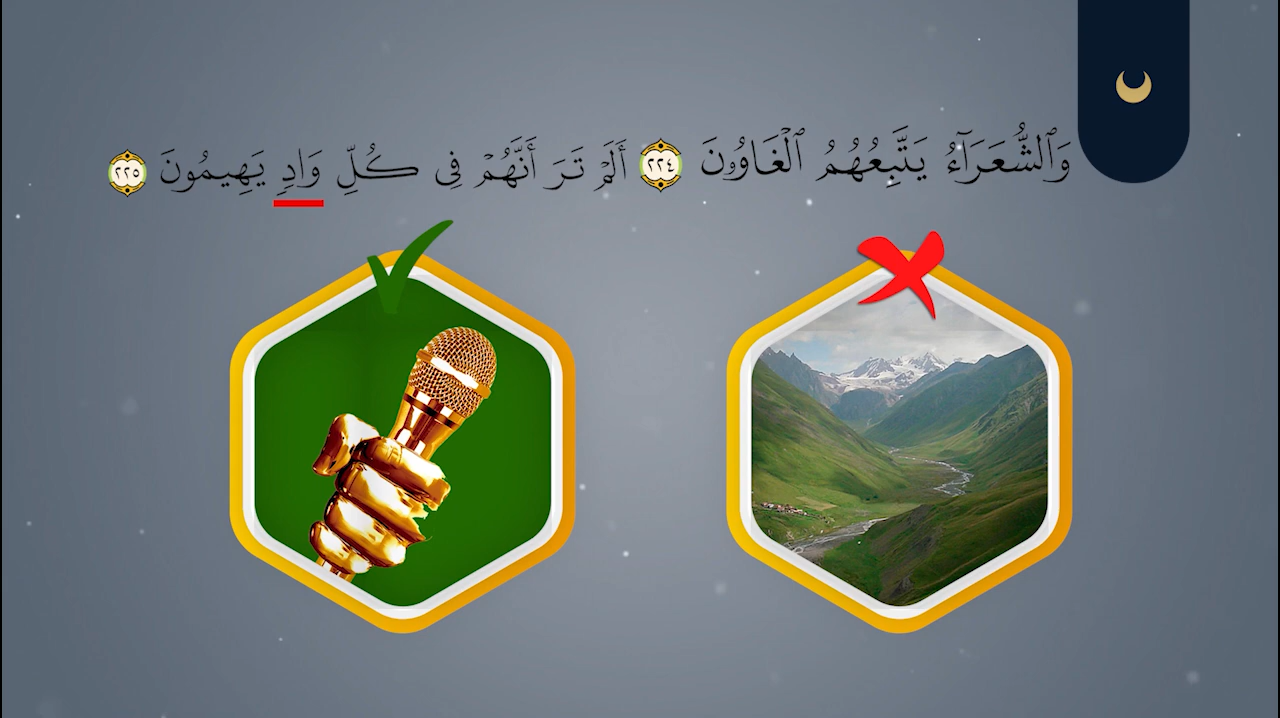 وَٱلشُّعَرَآءُ يَتَّبِعُهُمُ ٱلْغَاوُۥنَ ٢٢٤ أَلَمْ تَرَ أَنَّهُمْ فِى كُلِّ وَادٍ يَهِيمُونَ ٢٢٥